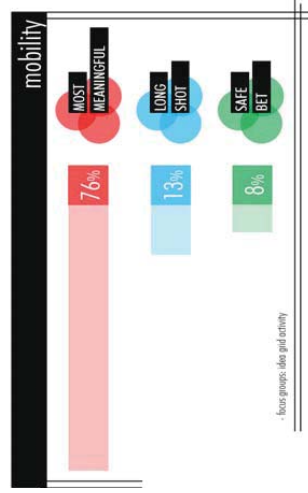 mobility
MOST
MEANINGFUL
76%
LONG
SHOT
13%
SAFE
BET
8%
- focus groups: idea grid activity